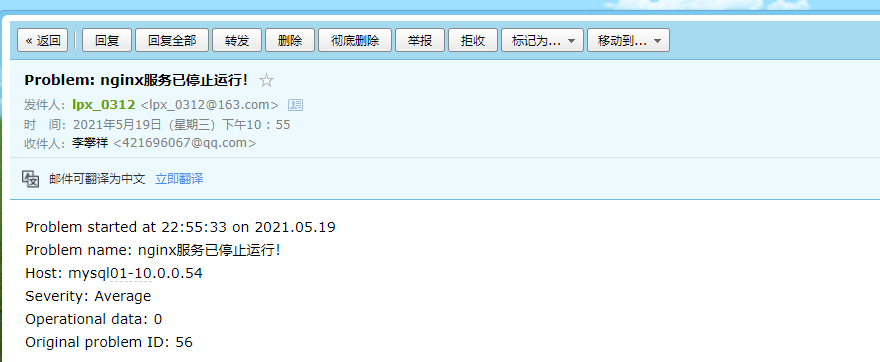 « 返回 回复 回复全部 转发 删除 彻底删除 举报 拒收 标记为... 移动到...
Problem: nginx服务已停止运行！
发件人：lpx_0312 <lpx_0312@163.com>
时　间：2021年5月19日（星期三）下午10：55
收件人：李攀祥 <421696067@qq.com>
邮件可翻译为中文 立即翻译
Problem started at 22:55:33 on 2021.05.19
Problem name: nginx服务已停止运行！
Host: mysql01-10.0.0.54
Severity: Average
Operational data: 0
Original problem ID: 56